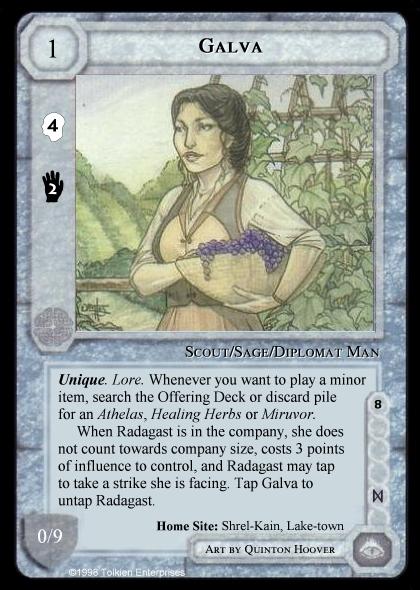 1
GALVA
4
2
SCOUT/SAGE/DIPLOMAT MAN
Unique. Lore. Whenever you want to play a minor
item, search the Offering Deck or discard pile
for an Athelas, Healing Herbs or Miruvor.
When Radagast is in the company, she does
not count towards company size, costs 3 points
of influence to control, and Radagast may tap
to take a strike she is facing. Tap Galva to
untap Radagast.
8
Home Site: Shrel-Kain, Lake-town
0/9
ART BY QUINTON HOOVER
©1998 Tolkien Enterprises